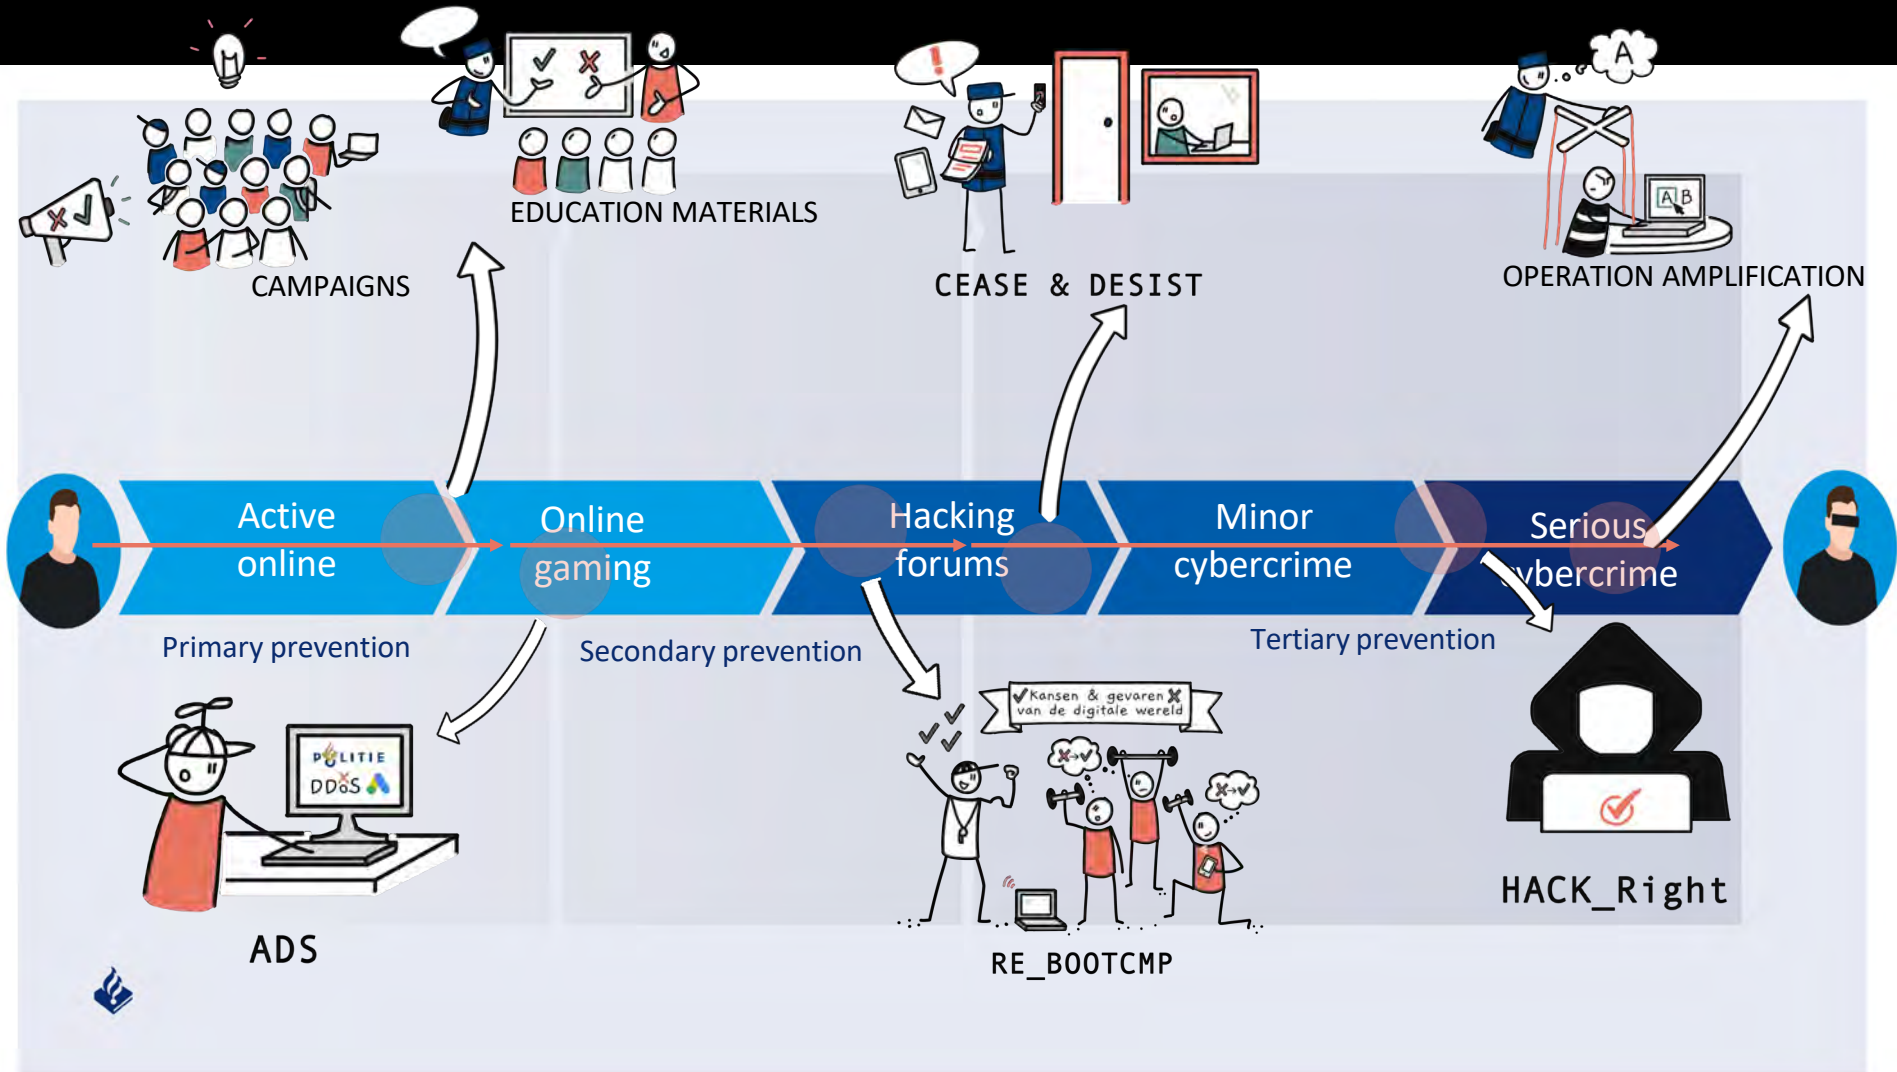 A
A B
EDUCATION MATERIALS
CAMPAIGNS
CEASE & DESIST
OPERATION AMPLIFICATION
Active
online
Online
gaming
Hacking
forums
Minor
cybercrime
Serious
cybercrime
Primary prevention
Secondary prevention
Tertiary prevention
POLITIE
DDoS
Kansen & gevaren
van de digitale wereld
ADS
RE_BOOTCMP
HACK_Right